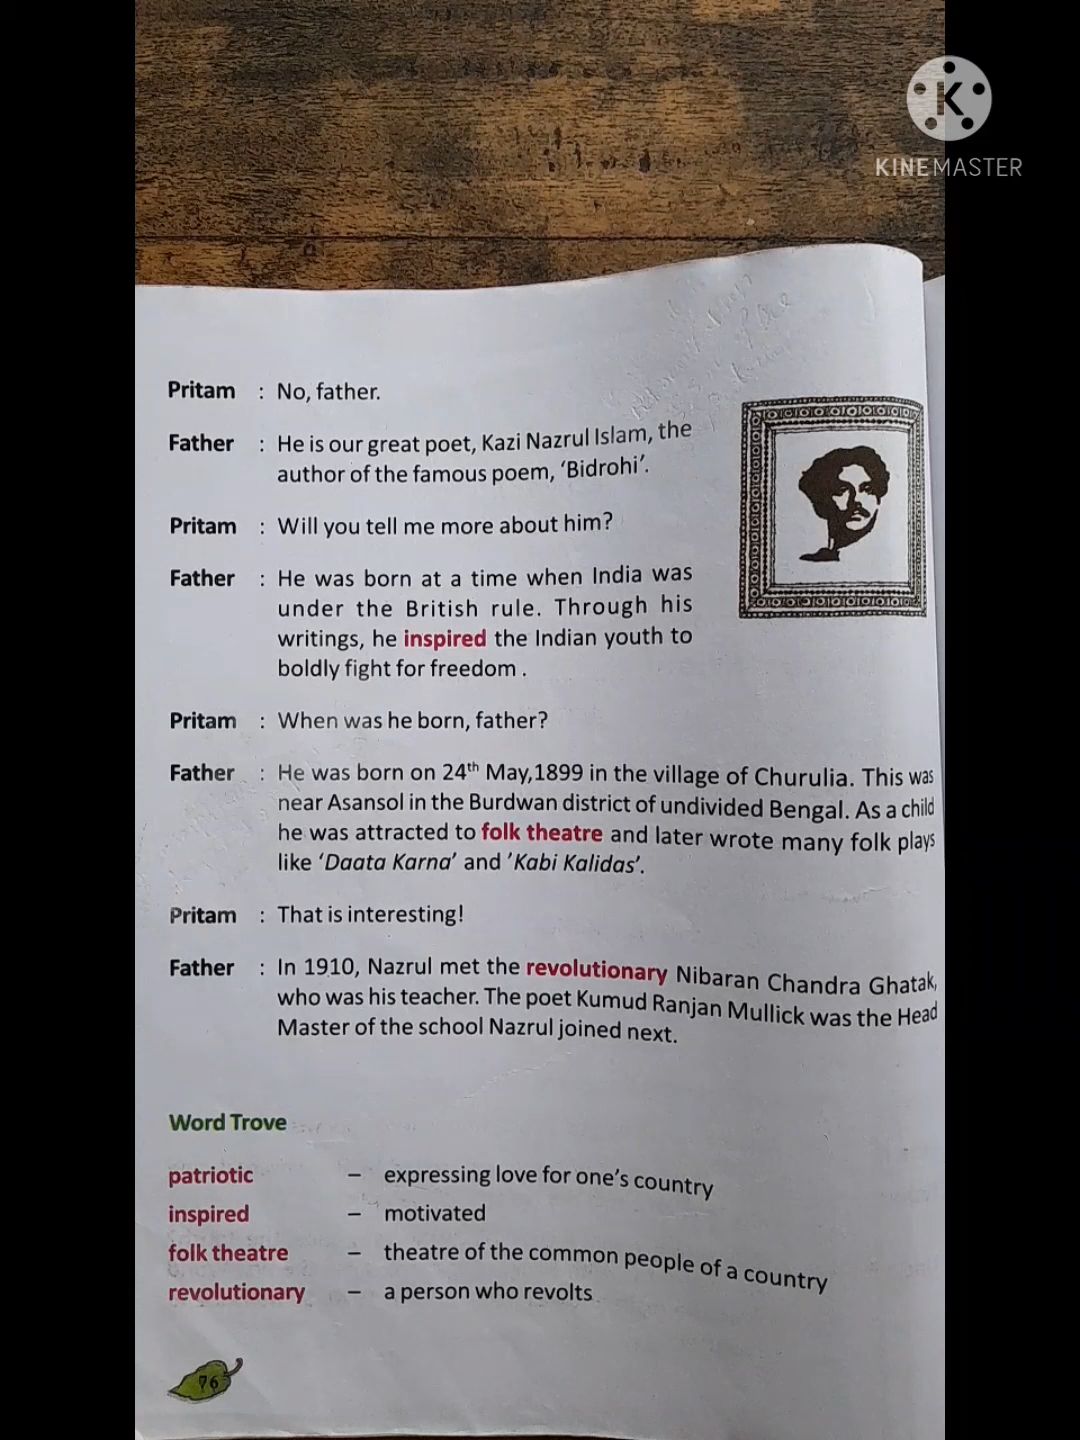 KINEMASTER
Pritam : No, father.
Father : He is our great poet, Kazi Nazrul Islam, the
author of the famous poem, ‘Bidrohi’.
Pritam : Will you tell me more about him?
Father : He was born at a time when India was
under the British rule. Through his
writings, he inspired the Indian youth to
boldly fight for freedom .
Pritam : When was he born, father?
Father : He was born on 24th May,1899 in the village of Churulia. This was
near Asansol in the Burdwan district of undivided Bengal. As a child
he was attracted to folk theatre and later wrote many folk plays
like ‘Daata Karna’ and ’Kabi Kalidas’.
Pritam : That is interesting!
Father : In 1910, Nazrul met the revolutionary Nibaran Chandra Ghatak,
who was his teacher. The poet Kumud Ranjan Mullick was the Head
Master of the school Nazrul joined next.
Word Trove
patriotic – expressing love for one’s country
inspired – motivated
folk theatre – theatre of the common people of a country
revolutionary – a person who revolts
76